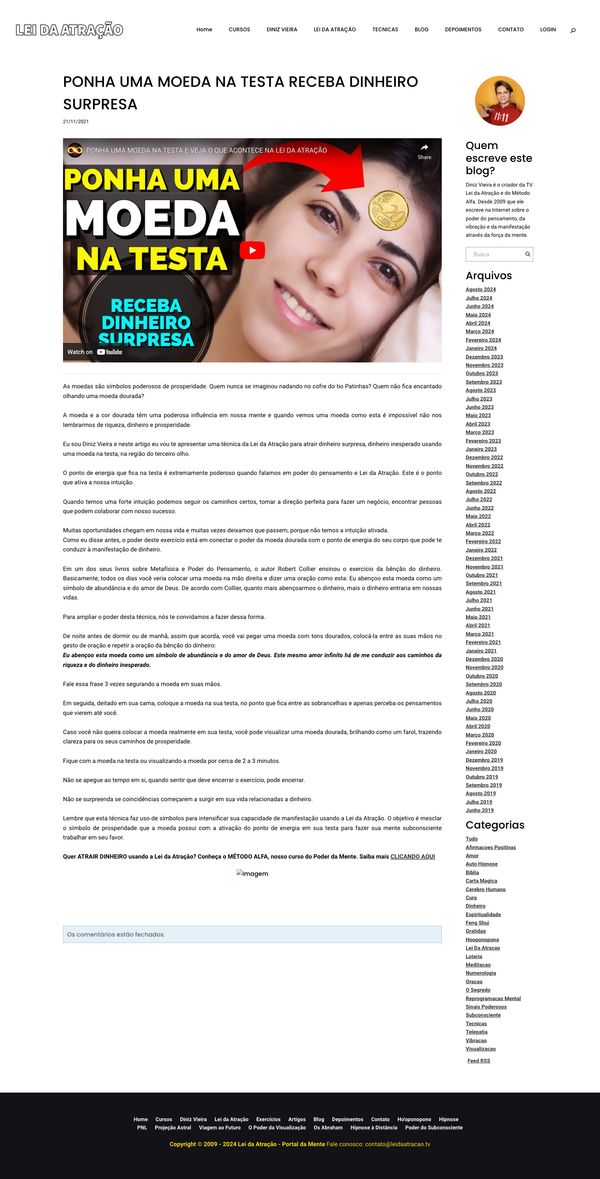 LEI DA ATRAÇÃO
Home CURSOS DINIZ VIEIRA LEI DA ATRAÇÃO TECNICAS BLOG DEPOIMENTOS CONTATO LOGIN
PONHA UMA MOEDA NA TESTA RECEBA DINHEIRO
SURPRESA
21/11/2021
PONHA UMA MOEDA NA TESTA E VEJA O QUE ACONTECE NA LEI DA ATRAÇÃO
Share
PONHA UMA
MOEDA
NA TESTA
RECEBA
DINHEIRO
SURPRESA
Watch on YouTube
As moedas são símbolos poderosos de prosperidade. Quem nunca se imaginou nadando no cofre do tio Patinhas? Quem não fica encantado
olhando uma moeda dourada?
A moeda e a cor dourada têm uma poderosa influência em nossa mente e quando vemos uma moeda como esta é impossível não nos
lembrarmos de riqueza, dinheiro e prosperidade.
Eu sou Diniz Vieira e neste artigo eu vou te apresentar uma técnica da Lei da Atração para atrair dinheiro surpresa, dinheiro inesperado usando
uma moeda na testa, na região do terceiro olho.
O ponto de energia que fica na testa é extremamente poderoso quando falamos em poder do pensamento e Lei da Atração. Este é o ponto
que ativa a nossa intuição.
Quando temos uma forte intuição podemos seguir os caminhos certos, tomar a direção perfeita para fazer um negócio, encontrar pessoas
que podem colaborar com nosso sucesso.
Muitas oportunidades chegam em nossa vida e muitas vezes deixamos que passem, porque não temos a intuição ativada.
Como eu disse antes, o poder deste exercício está em conectar o poder da moeda dourada com o ponto de energia do seu corpo que pode te
conduzir à manifestação de dinheiro.
Em um dos seus livros sobre Metafísica e Poder do Pensamento, o autor Robert Collier ensinou o exercício da bênção do dinheiro.
Basicamente, todos os dias você veria colocar uma moeda na mão direita e dizer uma oração como esta: Eu abençoo esta moeda como um
símbolo de abundância e do amor de Deus. De acordo com Collier, quanto mais abençoarmos o dinheiro, mais o dinheiro entraria em nossas
vidas.
Para ampliar o poder desta técnica, nós te convidamos a fazer dessa forma.
De noite antes de dormir ou de manhã, assim que acorda, você vai pegar uma moeda com tons dourados, colocá-la entre as suas mãos no
gesto de oração e repetir a oração da bênção do dinheiro:
Eu abençoo esta moeda como um símbolo de abundância e do amor de Deus. Este mesmo amor infinito há de me conduzir aos caminhos da
riqueza e do dinheiro inesperado.
Fale essa frase 3 vezes segurando a moeda em suas mãos.
Em seguida, deitado em sua cama, coloque a moeda na sua testa, no ponto que fica entre as sobrancelhas e apenas perceba os pensamentos
que vierem até você.
Caso você não queira colocar a moeda realmente em sua testa, você pode visualizar uma moeda dourada, brilhando como um farol, trazendo
clareza para os seus caminhos de prosperidade.
Fique com a moeda na testa ou visualizando a moeda por cerca de 2 a 3 minutos.
Não se apegue ao tempo em si, quando sentir que deve encerrar o exercício, pode encerrar.
Não se surpreenda se coincidências começarem a surgir em sua vida relacionadas a dinheiro.
Lembre que esta técnica faz uso de símbolos para intensificar sua capacidade de manifestação usando a Lei da Atração. O objetivo é mesclar
o símbolo de prosperidade que a moeda possui com a ativação do ponto de energia em sua testa para fazer sua mente subconsciente
trabalhar em seu favor.
Quer ATRAIR DINHEIRO usando a Lei da Atração? Conheça o MÉTODO ALFA, nosso curso do Poder da Mente. Saiba mais CLICANDO AQUI
Imagem
Os comentários estão fechados.
11:11
Quem
escreve este
blog?
Diniz Vieira é o criador da TV
Lei da Atração e do Método
Alfa. Desde 2009 que ele
escreve na Internet sobre o
poder do pensamento, da
vibração e da manifestação
através da força da mente.
Busca
Arquivos
Agosto 2024
Julho 2024
Junho 2024
Maio 2024
Abril 2024
Março 2024
Fevereiro 2024
Janeiro 2024
Dezembro 2023
Novembro 2023
Outubro 2023
Setembro 2023
Agosto 2023
Julho 2023
Junho 2023
Maio 2023
Abril 2023
Março 2023
Fevereiro 2023
Janeiro 2023
Dezembro 2022
Novembro 2022
Outubro 2022
Setembro 2022
Agosto 2022
Julho 2022
Junho 2022
Maio 2022
Abril 2022
Março 2022
Fevereiro 2022
Janeiro 2022
Dezembro 2021
Novembro 2021
Outubro 2021
Setembro 2021
Agosto 2021
Julho 2021
Junho 2021
Maio 2021
Abril 2021
Março 2021
Fevereiro 2021
Janeiro 2021
Dezembro 2020
Novembro 2020
Outubro 2020
Setembro 2020
Agosto 2020
Julho 2020
Junho 2020
Maio 2020
Abril 2020
Março 2020
Fevereiro 2020
Janeiro 2020
Dezembro 2019
Novembro 2019
Outubro 2019
Setembro 2019
Agosto 2019
Julho 2019
Junho 2019
Categorias
Tudo
Afirmacoes Positivas
Amor
Auto Hipnose
Bíblia
Carta Magica
Cerebro Humano
Cura
Dinheiro
Espiritualidade
Feng Shui
Gratidao
Hooponopono
Lei Da Atracao
Loteria
Meditacao
Numerologia
Oracao
O Segredo
Reprogramacao Mental
Sinais Poderosos
Subconsciente
Tecnicas
Telepatia
Vibracao
Visualizacao
Feed RSS
Home Cursos Diniz Vieira Lei da Atração Exercícios Artigos Blog Depoimentos Contato Ho'oponopono Hipnose
PNL Projeção Astral Viagem ao Futuro O Poder da Visualização Os Abraham Hipnose à Distância Poder do Subconsciente
Copyright © 2009 - 2024 Lei da Atração - Portal da Mente Fale conosco: contato@leidaatracao.tv